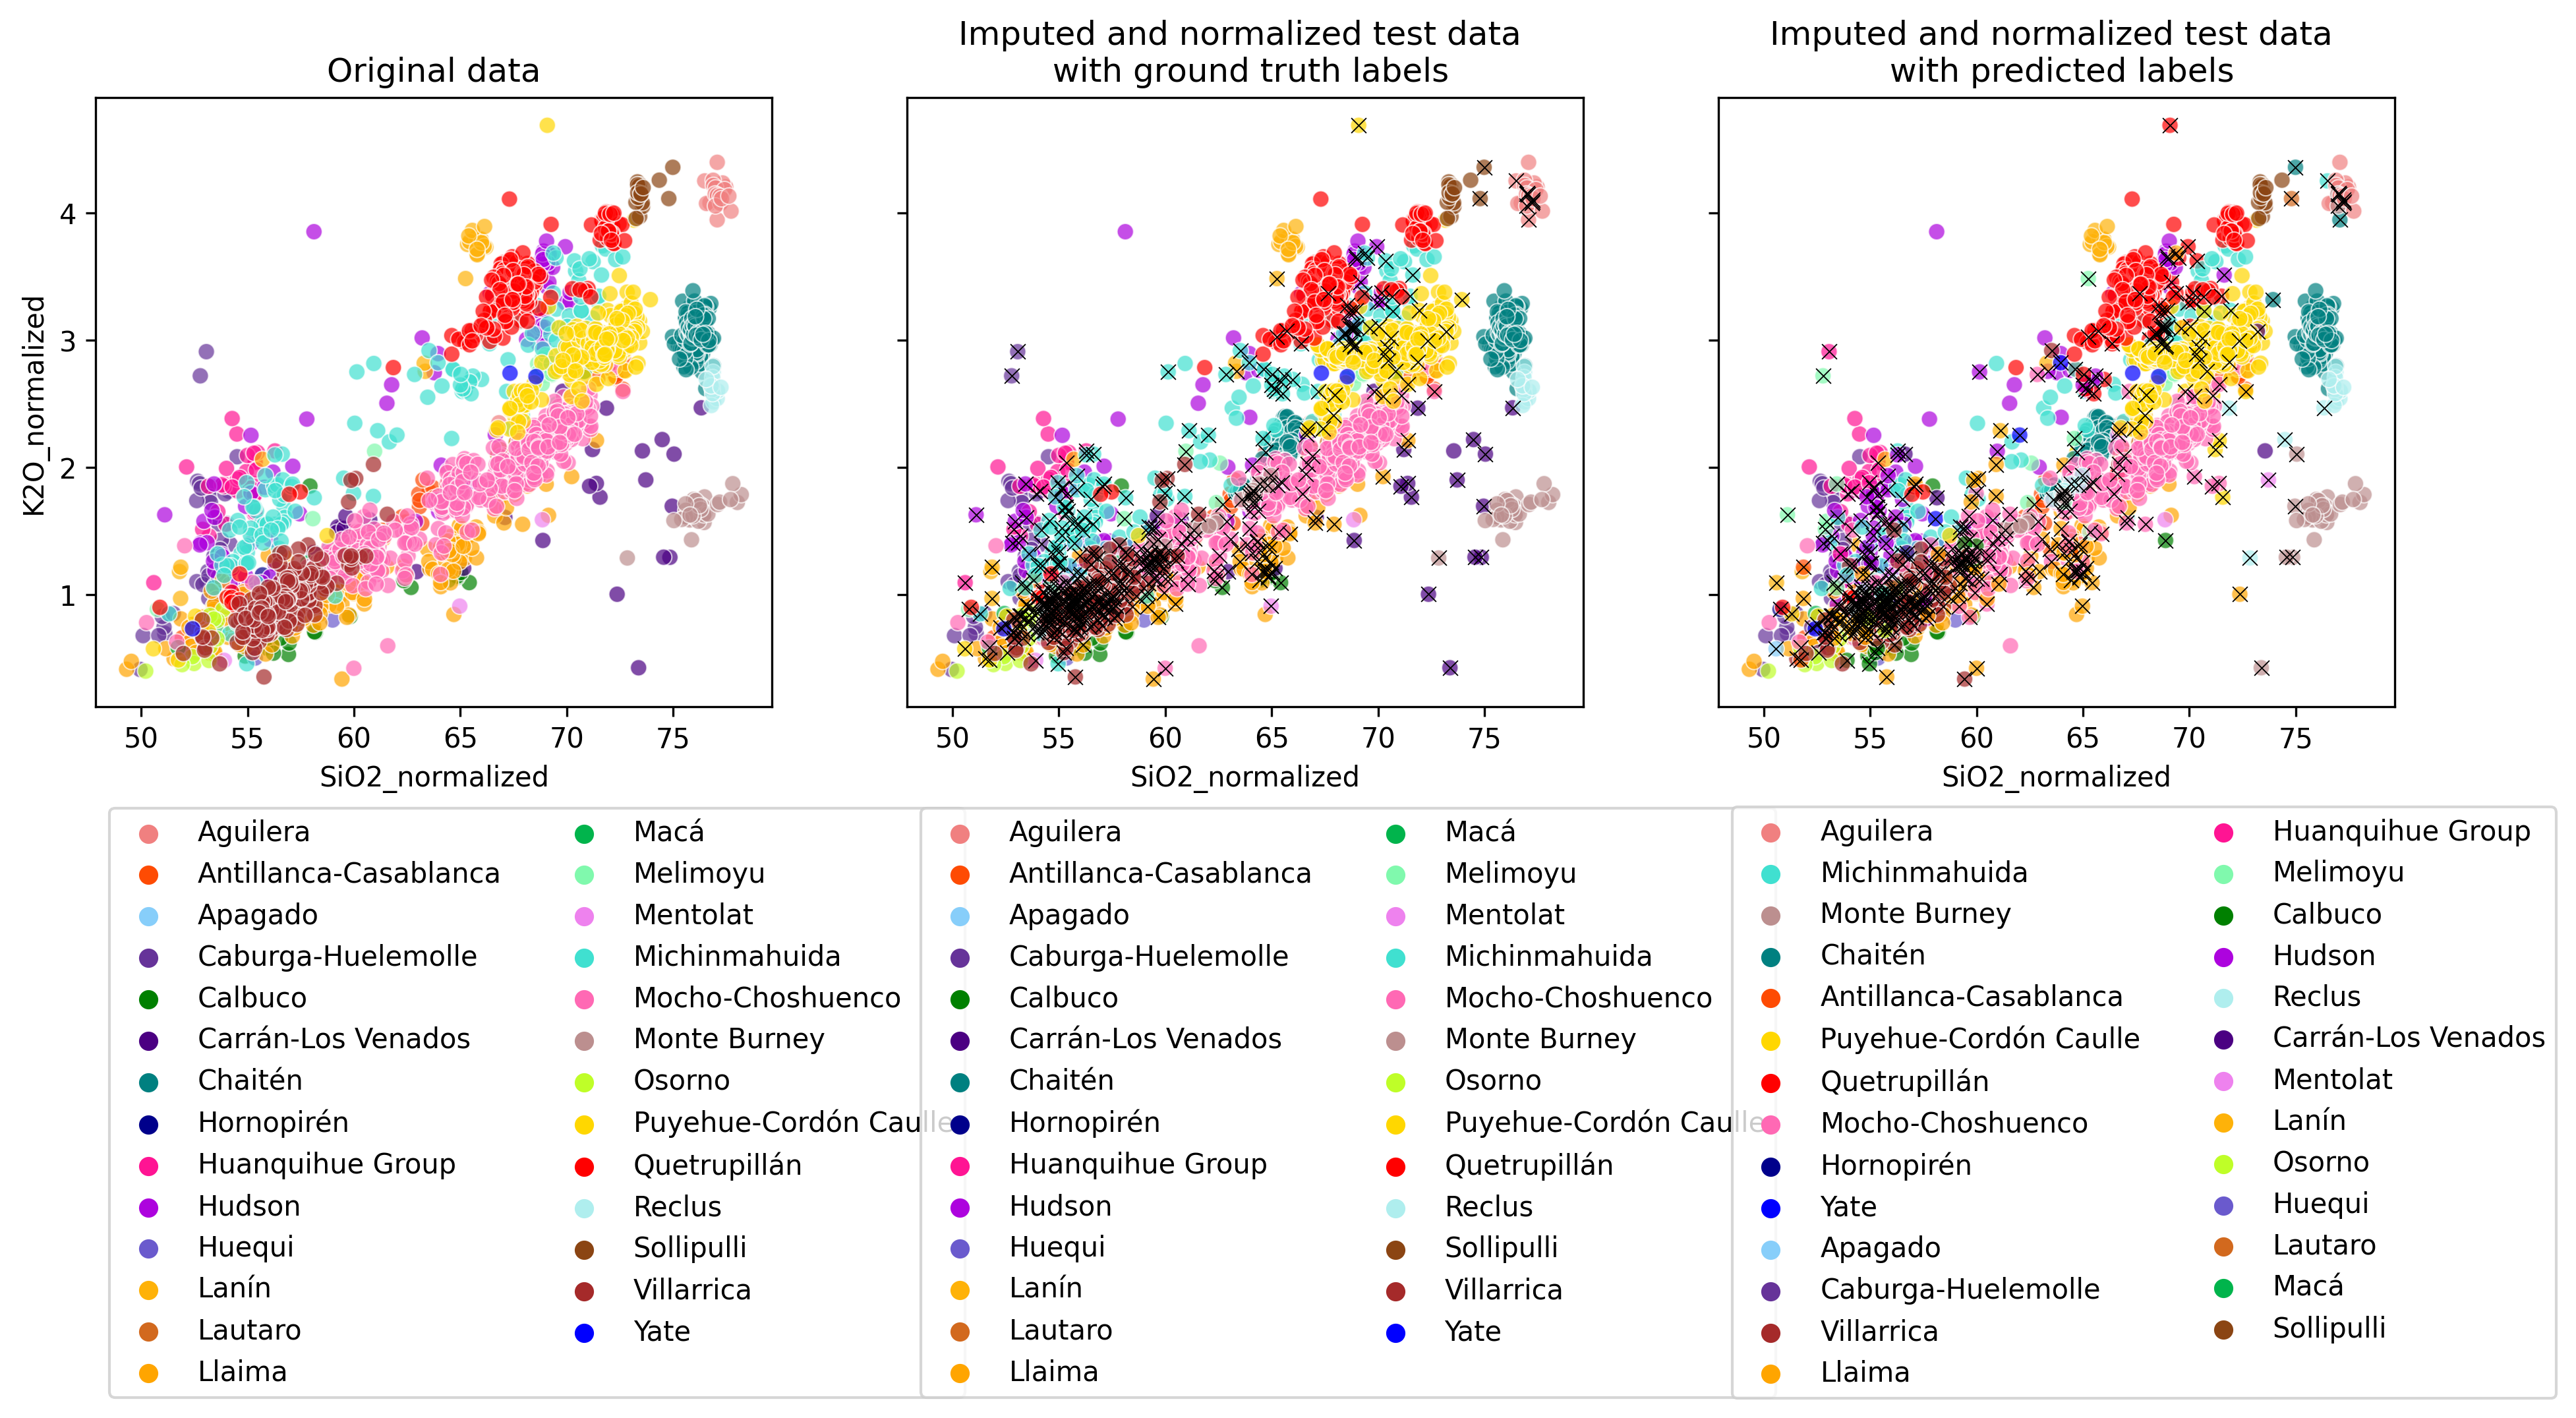 Original data
Imputed and normalized test data
with ground truth labels
Imputed and normalized test data
with predicted labels
K2O_normalized
4
3
2
1
50 55 60 65 70 75
SiO2_normalized
50 55 60 65 70 75
SiO2_normalized
50 55 60 65 70 75
SiO2_normalized
Aguilera
Antillanca-Casablanca
Apagado
Caburga-Huelemolle
Calbuco
Carrán-Los Venados
Chaitén
Hornopirén
Huanquihue Group
Hudson
Huequi
Lanín
Lautaro
Llaima
Macá
Melimoyu
Mentolat
Michinmahuida
Mocho-Choshuenco
Monte Burney
Osorno
Puyehue-Cordón Caulle
Quetrupillán
Reclus
Sollipulli
Villarrica
Yate
Aguilera
Antillanca-Casablanca
Apagado
Caburga-Huelemolle
Calbuco
Carrán-Los Venados
Chaitén
Hornopirén
Huanquihue Group
Hudson
Huequi
Lanín
Lautaro
Llaima
Macá
Melimoyu
Mentolat
Michinmahuida
Mocho-Choshuenco
Monte Burney
Osorno
Puyehue-Cordón Caulle
Quetrupillán
Reclus
Sollipulli
Villarrica
Yate
Aguilera
Michinmahuida
Monte Burney
Chaitén
Antillanca-Casablanca
Puyehue-Cordón Caulle
Quetrupillán
Mocho-Choshuenco
Hornopirén
Yate
Apagado
Caburga-Huelemolle
Villarrica
Llaima
Huanquihue Group
Melimoyu
Calbuco
Hudson
Reclus
Carrán-Los Venados
Mentolat
Lanín
Osorno
Huequi
Lautaro
Macá
Sollipulli